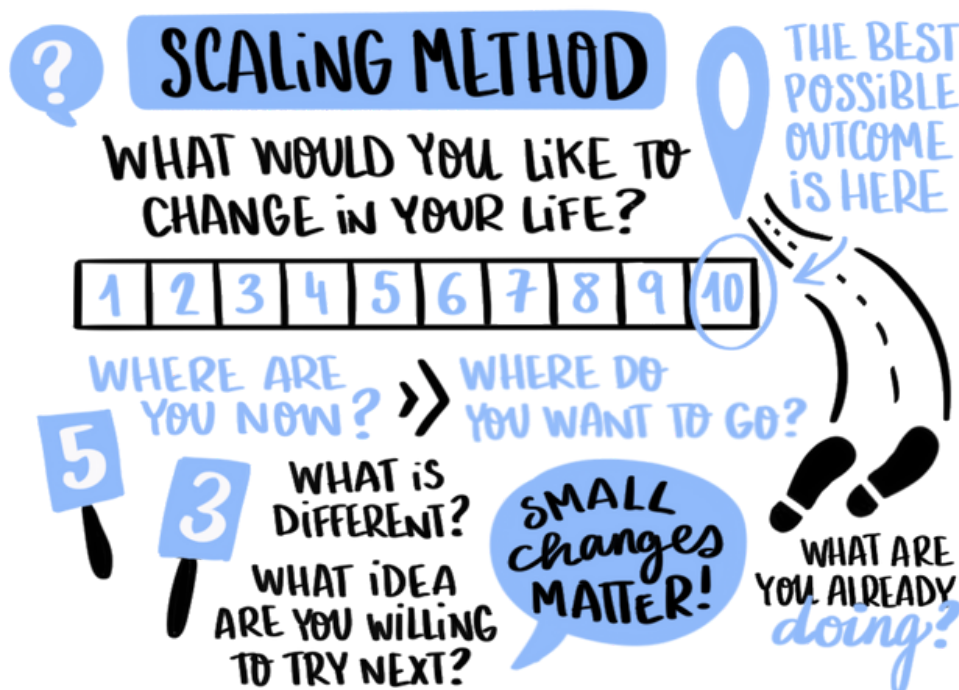 ?
SCALiNG METHOD
WHAT WOULD YOU LiKE TO
CHANGE iN YOUR LiFE?
THE BEST
POSSiBLE
OUTCOME
iS HERE
1 2 3 4 5 6 7 8 9 10
WHERE ARE
YOU NOW?
WHERE DO
YOU WANT TO GO?
5
3
WHAT iS
DiFFERENT?
WHAT iDEA
ARE YOU WiLLiNG
TO TRY NEXT?
SMALL
changes
MATTER!
WHAT ARE
YOU ALREADY
doing?